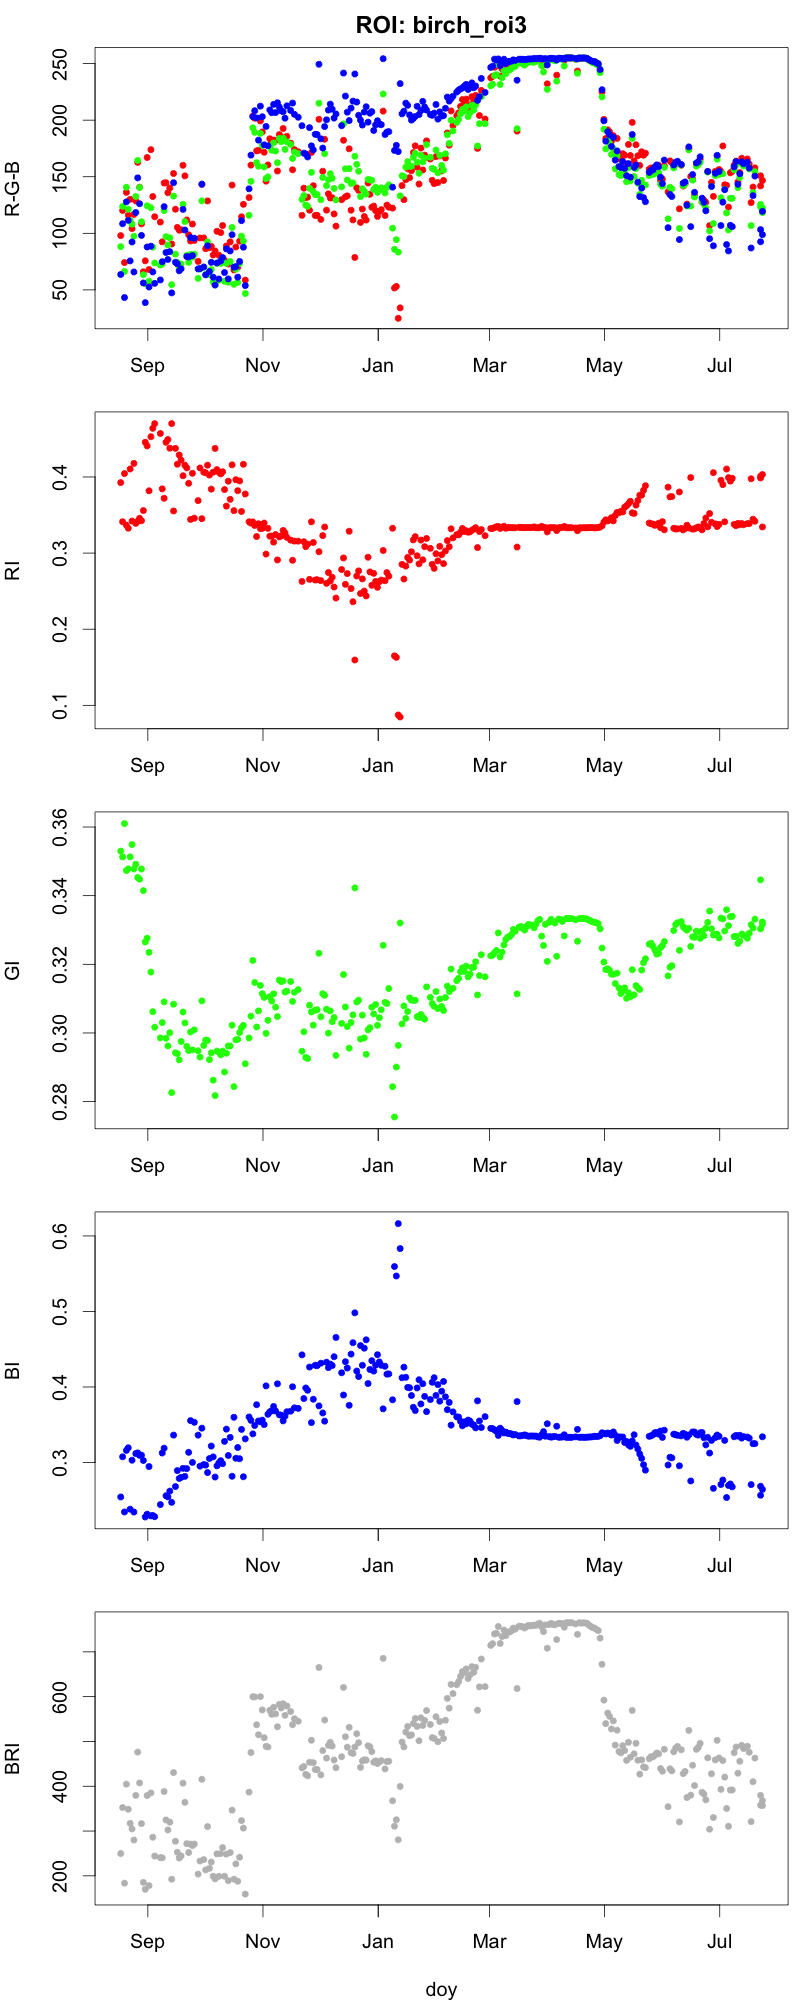 ROI: birch_roi3
R-G-B
250
200
150
100
50
Sep Nov Jan Mar May Jul
RI
0.4
0.3
0.2
0.1
Sep Nov Jan Mar May Jul
GI
0.36
0.34
0.32
0.30
0.28
Sep Nov Jan Mar May Jul
BI
0.6
0.5
0.4
0.3
Sep Nov Jan Mar May Jul
BRI
600
400
200
Sep Nov Jan Mar May Jul
doy